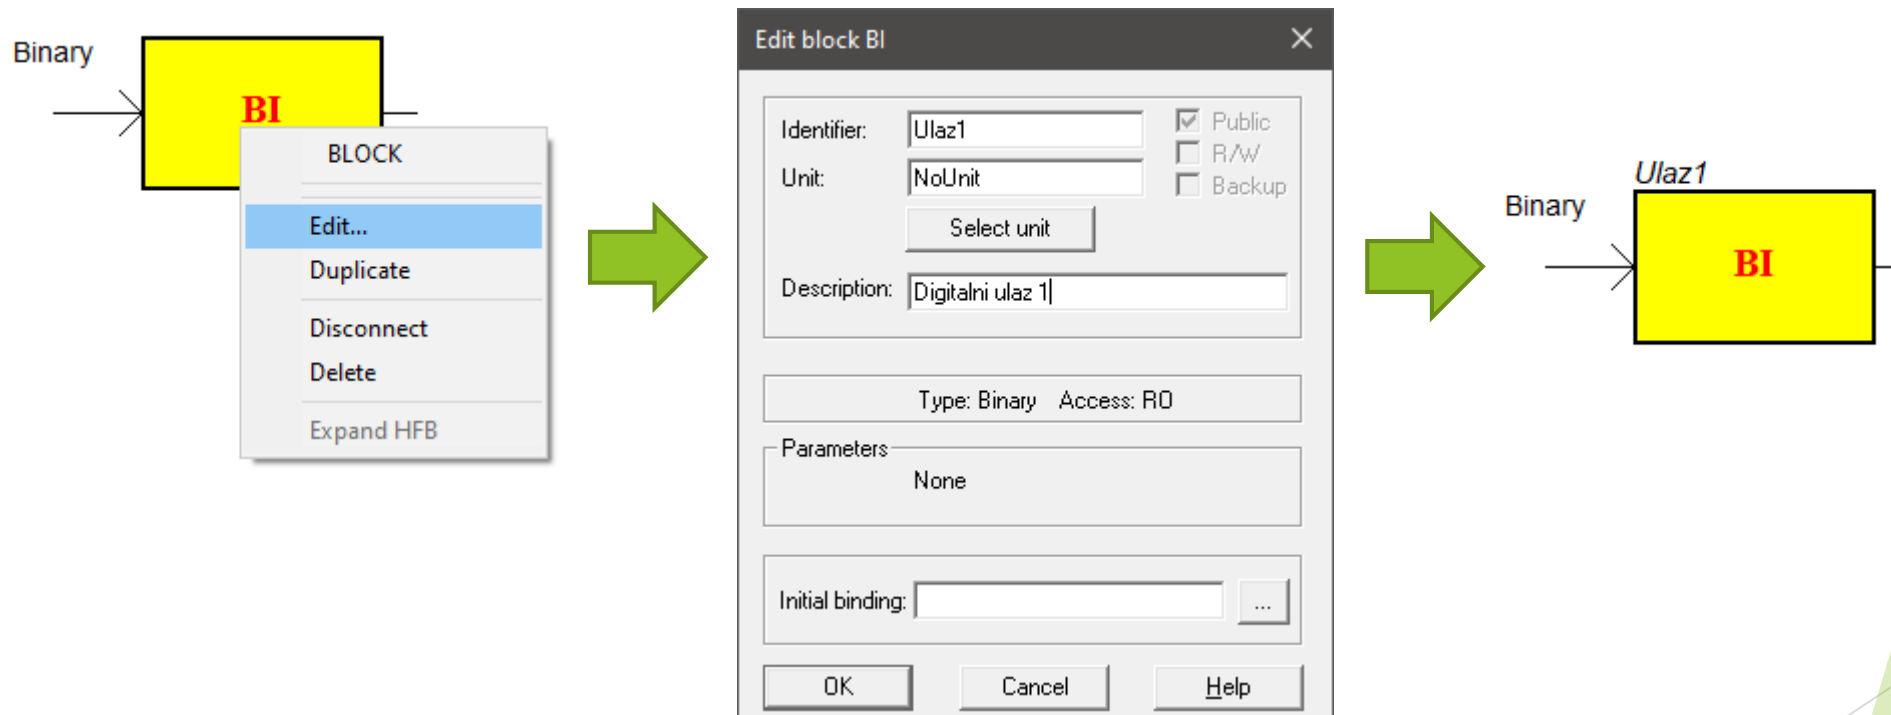 Binary
BI
BLOCK
Edit...
Duplicate
Disconnect
Delete
Expand HFB
Edit block BI
Identifier: Ulaz1
Public
R/W
Unit: NoUnit
Backup
Select unit
Description: Digitalni ulaz 1
Type: Binary Access: RO
Parameters
None
Initial binding: ...
OK Cancel Help
Ulaz1
Binary
BI